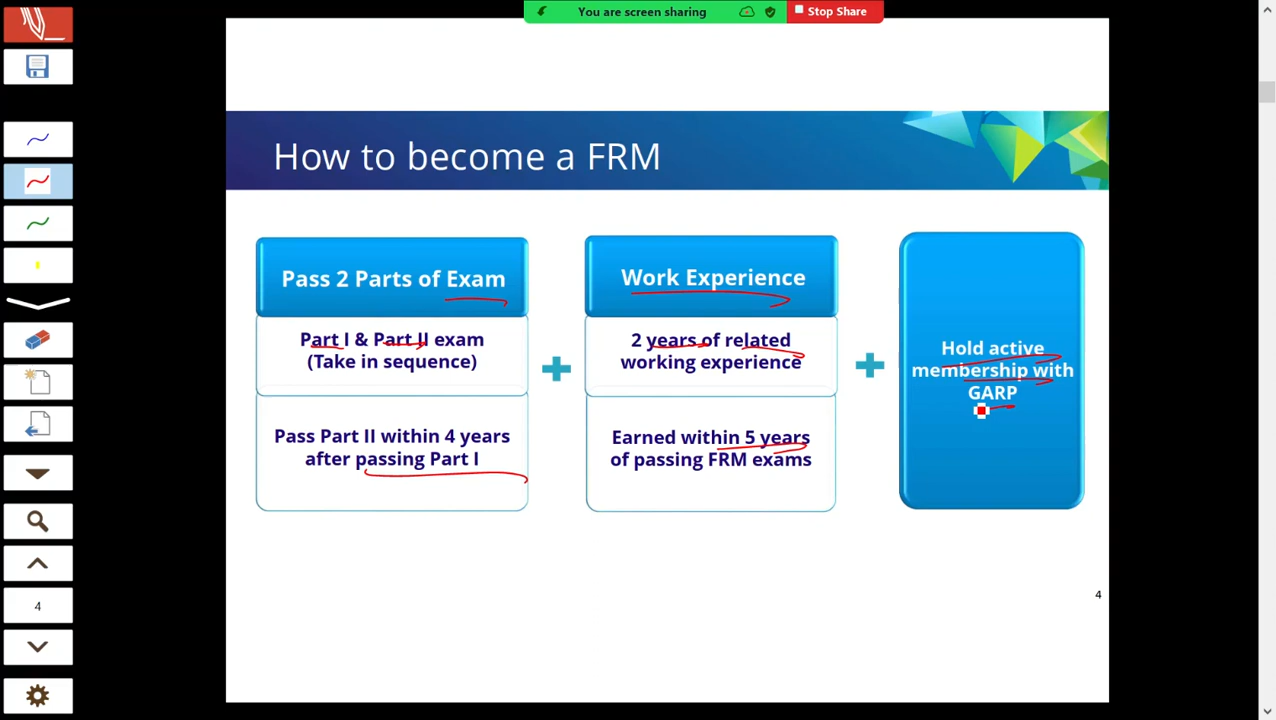 You are screen sharing
Stop Share
How to become a FRM
Pass 2 Parts of Exam
Part I & Part II exam
(Take in sequence)
Pass Part II within 4 years
after passing Part I
Work Experience
2 years of related
working experience
Earned within 5 years
of passing FRM exams
Hold active
membership with
GARP
4
4